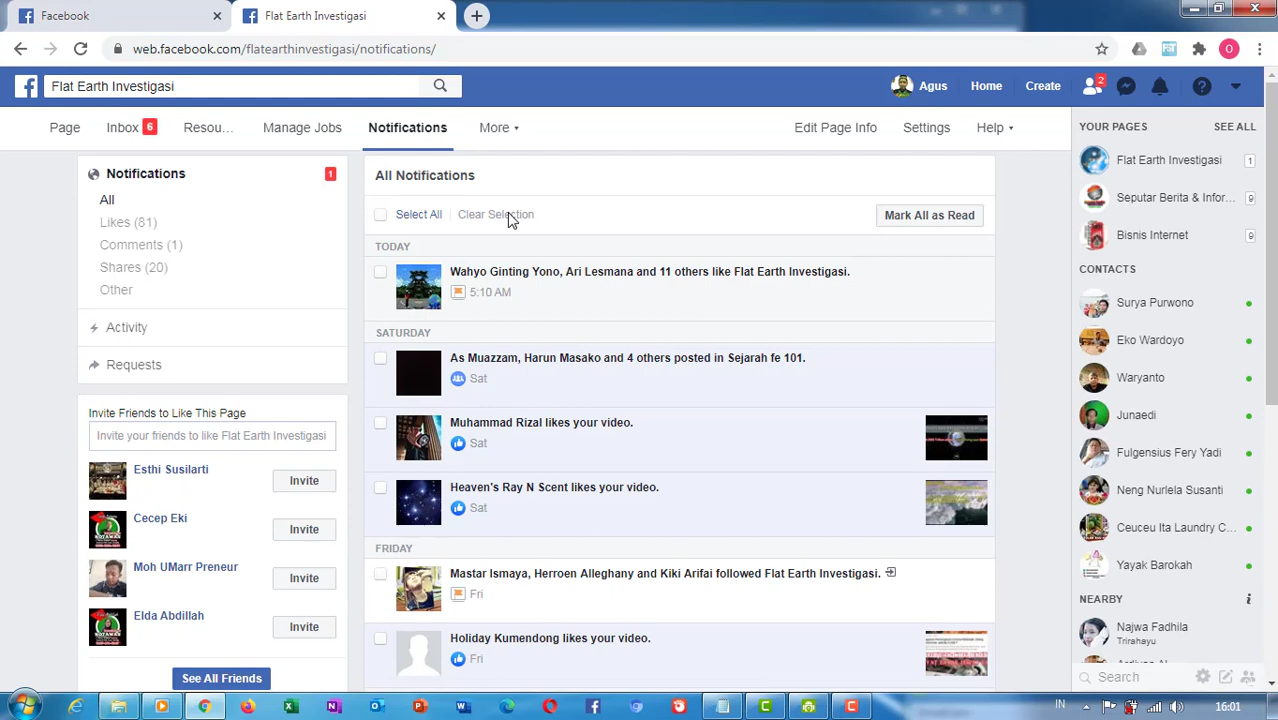 Facebook
Flat Earth Investigasi
web.facebook.com/flatearthinvestigasi/notifications/
O
Flat Earth Investigasi
Agus
Home
Create
2
Page
Inbox 6
Resou...
Manage Jobs
Notifications
More
Edit Page Info
Settings
Help
Notifications 1
All
Likes (81)
Comments (1)
Shares (20)
Other
Activity
Requests
Invite Friends to Like This Page
Invite your friends to like Flat Earth Investigasi
Esthi Susilarti
Invite
Cecep Eki
Invite
Moh UMarr Preneur
Invite
Elda Abdillah
Invite
See All Friends
All Notifications
Select All
Clear Selection
Mark All as Read
TODAY
Wahyo Ginting Yono, Ari Lesmana and 11 others like Flat Earth Investigasi.
5:10 AM
SATURDAY
As Muazzam, Harun Masako and 4 others posted in Sejarah fe 101.
Sat
Muhammad Rizal likes your video.
Sat
Heaven's Ray N Scent likes your video.
Sat
FRIDAY
Mastar Ismaya, Herroen Alleghany and Kiki Arifai followed Flat Earth Investigasi.
Fri
Holiday Kumendong likes your video.
Fri
YOUR PAGES
SEE ALL
Flat Earth Investigasi 1
Seputar Berita & Infor... 9
Bisnis Internet 9
CONTACTS
Surya Purwono
Eko Wardoyo
Waryanto
Junaedi
Fulgensius Fery Yadi
Neng Nurlela Susanti
Ceuceu Ita Laundry C...
Yayak Barokah
NEARBY
Najwa Fadhila
Trirahayu
Search
IN
16:01